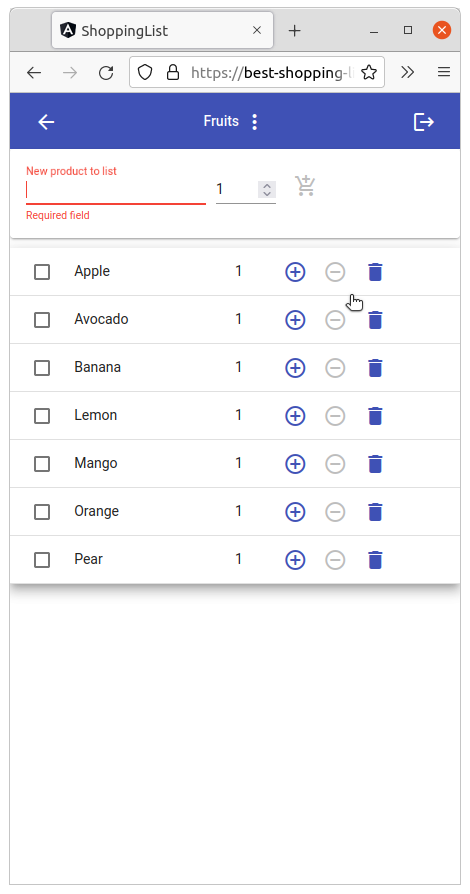 ShoppingList
https://best-shopping-l
Fruits
New product to list
1
Required field
Apple 1
Avocado 1
Banana 1
Lemon 1
Mango 1
Orange 1
Pear 1